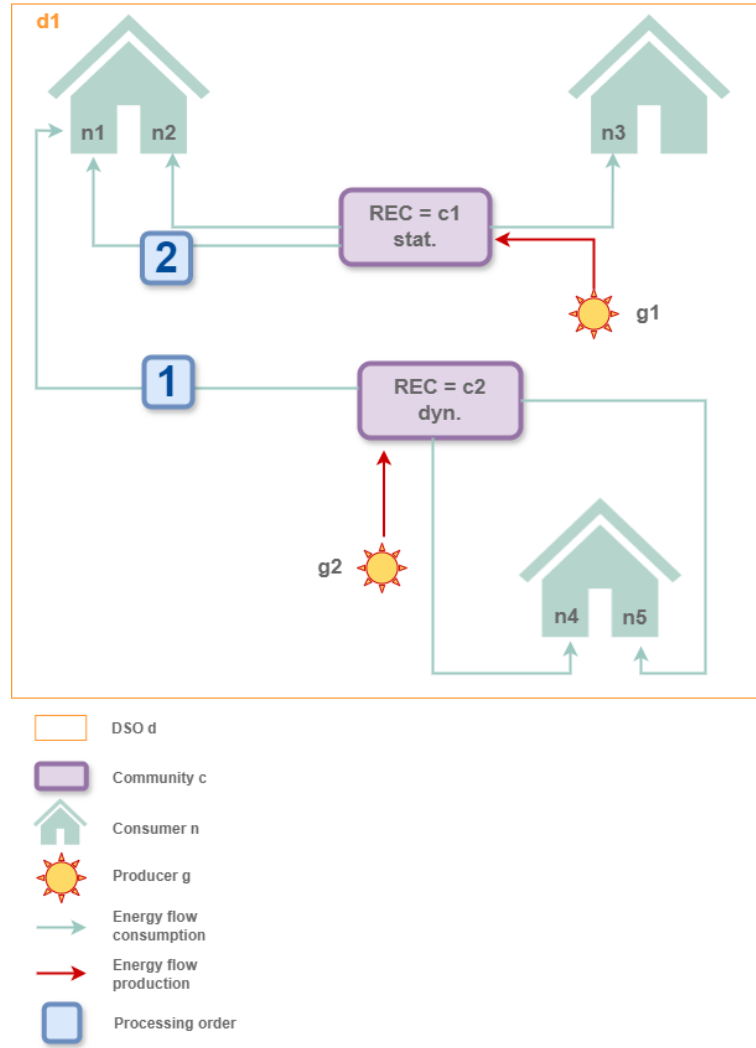 d1
n1
n2
n3
REC = c1
stat.
2
g1
1
REC = c2
dyn.
g2
n4
n5
DSO d
Community c
Consumer n
Producer g
Energy flow
consumption
Energy flow
production
Processing order